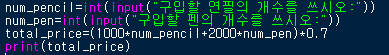 num_pencil=int(input("구입할 연필의 개수를 쓰시오:"))
num_pen=int(input("구입할 펜의 개수를 쓰시오:"))
total_price=(1000*num_pencil+2000*num_pen)*0.7
print(total_price)